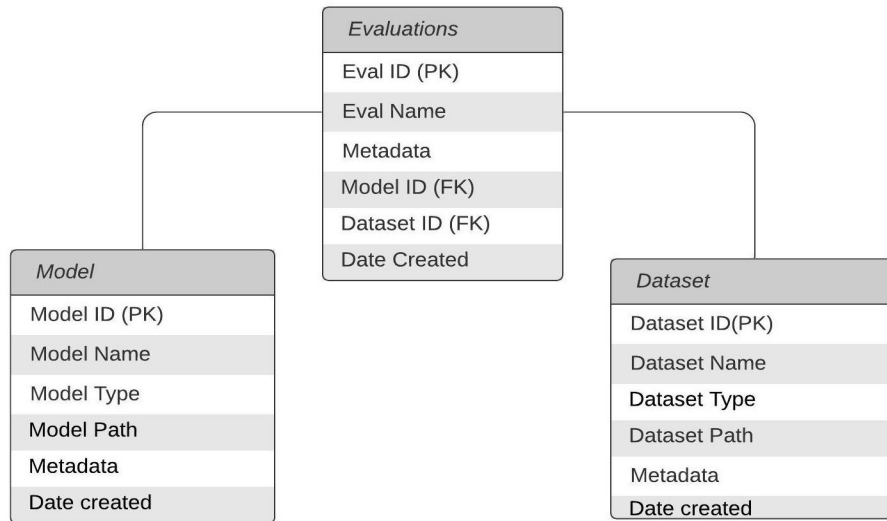 Evaluations
Eval ID (PK)
Eval Name
Metadata
Model ID (FK)
Dataset ID (FK)
Date Created
Model
Model ID (PK)
Model Name
Model Type
Model Path
Metadata
Date created
Dataset
Dataset ID(PK)
Dataset Name
Dataset Type
Dataset Path
Metadata
Date created